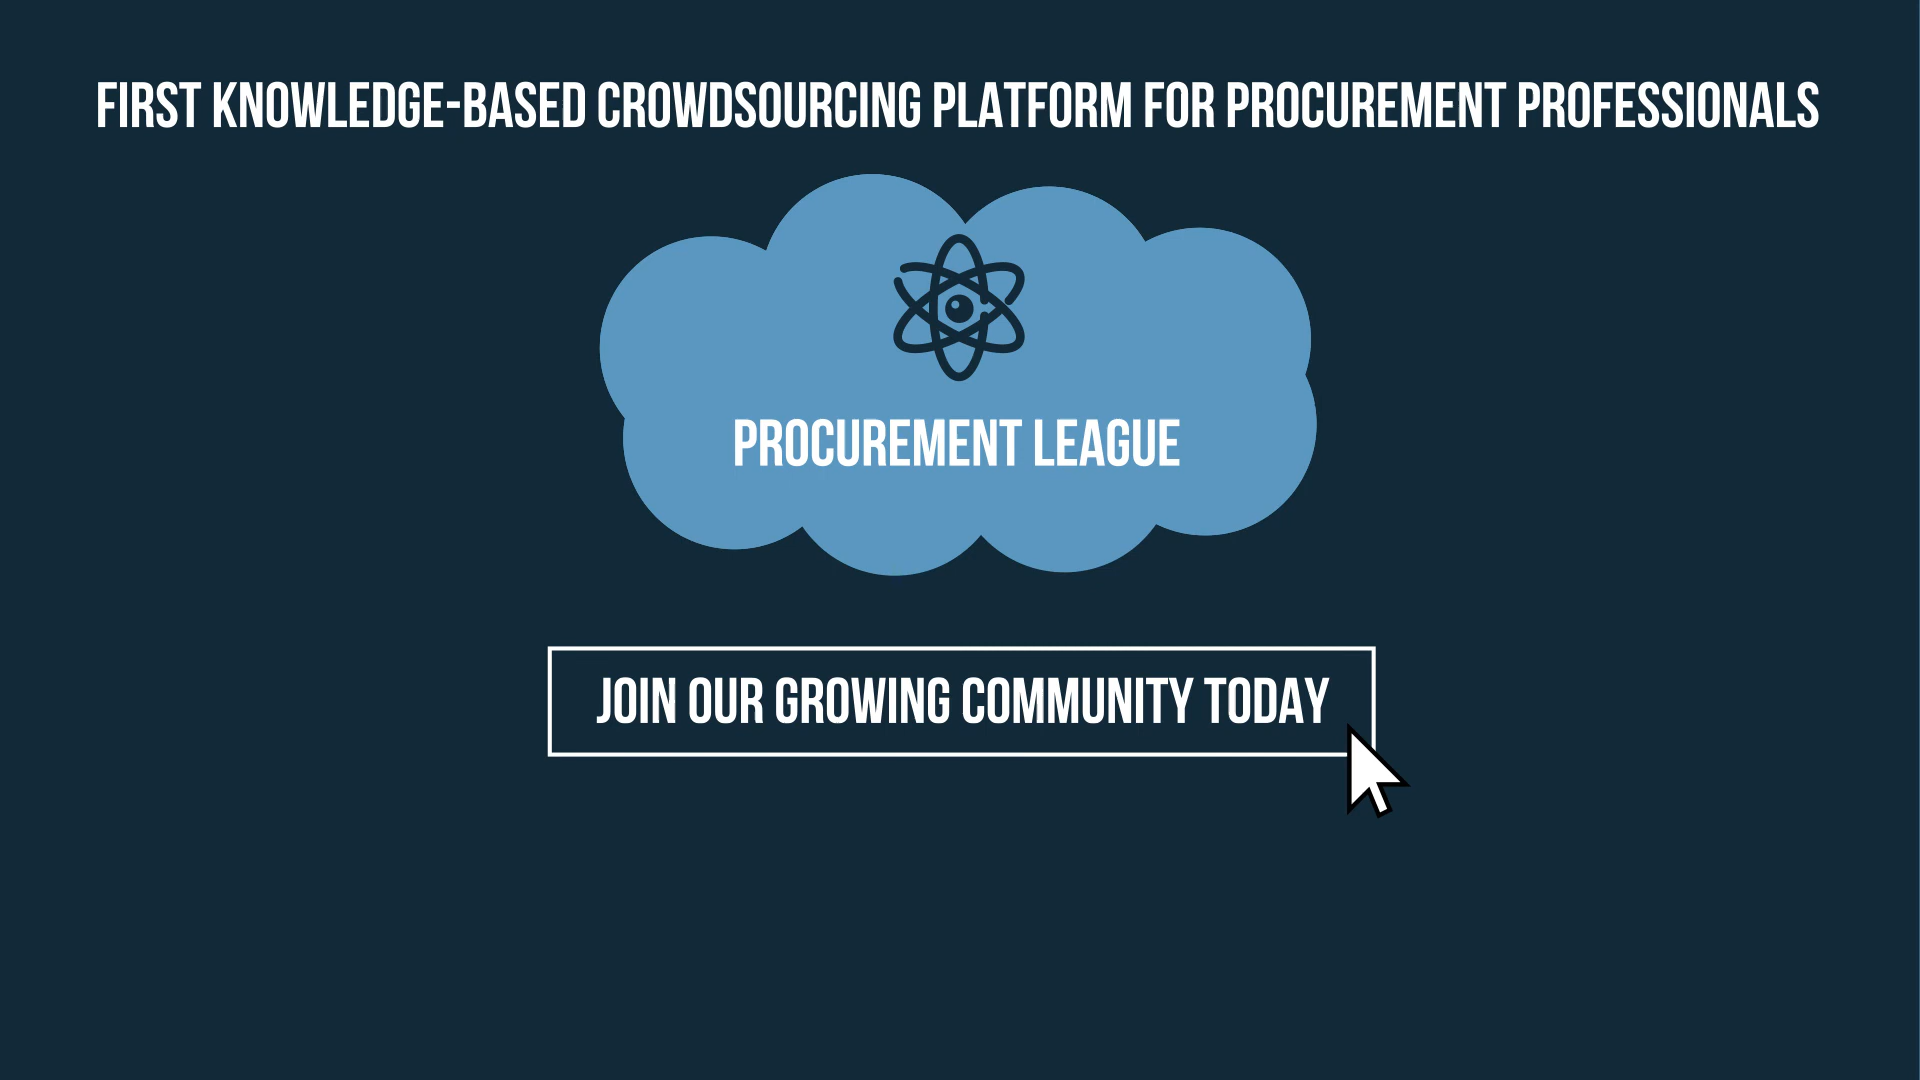 FIRST KNOWLEDGE-BASED CROWDSOURCING PLATFORM FOR PROCUREMENT PROFESSIONALS
PROCUREMENT LEAGUE
JOIN OUR GROWING COMMUNITY TODAY